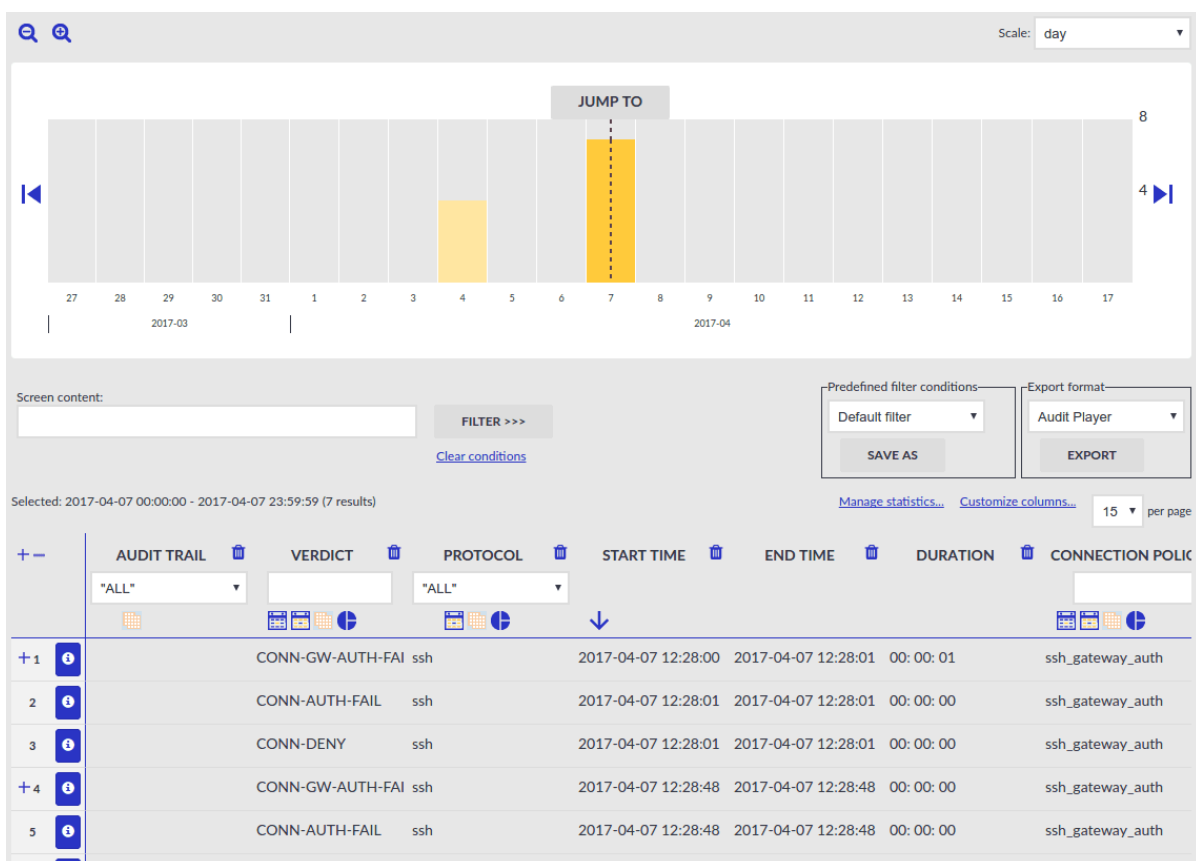 Scale: day
JUMP TO
8
4
27 28 29 30 31 1 2 3 4 5 6 7 8 9 10 11 12 13 14 15 16 17
2017-03 2017-04
Predefined filter conditions Export format
Screen content:
Default filter Audit Player
FILTER >>>
Clear conditions SAVE AS EXPORT
Selected: 2017-04-07 00:00:00 - 2017-04-07 23:59:59 (7 results) Manage statistics... Customize columns... 15 per page
AUDIT TRAIL VERDICT PROTOCOL START TIME END TIME DURATION CONNECTION POLIC
"ALL" "ALL"
1 CONN-GW-AUTH-FAI ssh 2017-04-07 12:28:00 2017-04-07 12:28:01 00: 00: 01 ssh_gateway_auth
2 CONN-AUTH-FAIL ssh 2017-04-07 12:28:01 2017-04-07 12:28:01 00: 00: 00 ssh_gateway_auth
3 CONN-DENY ssh 2017-04-07 12:28:01 2017-04-07 12:28:01 00: 00: 00 ssh_gateway_auth
4 CONN-GW-AUTH-FAI ssh 2017-04-07 12:28:48 2017-04-07 12:28:48 00: 00: 00 ssh_gateway_auth
5 CONN-AUTH-FAIL ssh 2017-04-07 12:28:48 2017-04-07 12:28:48 00: 00: 00 ssh_gateway_auth